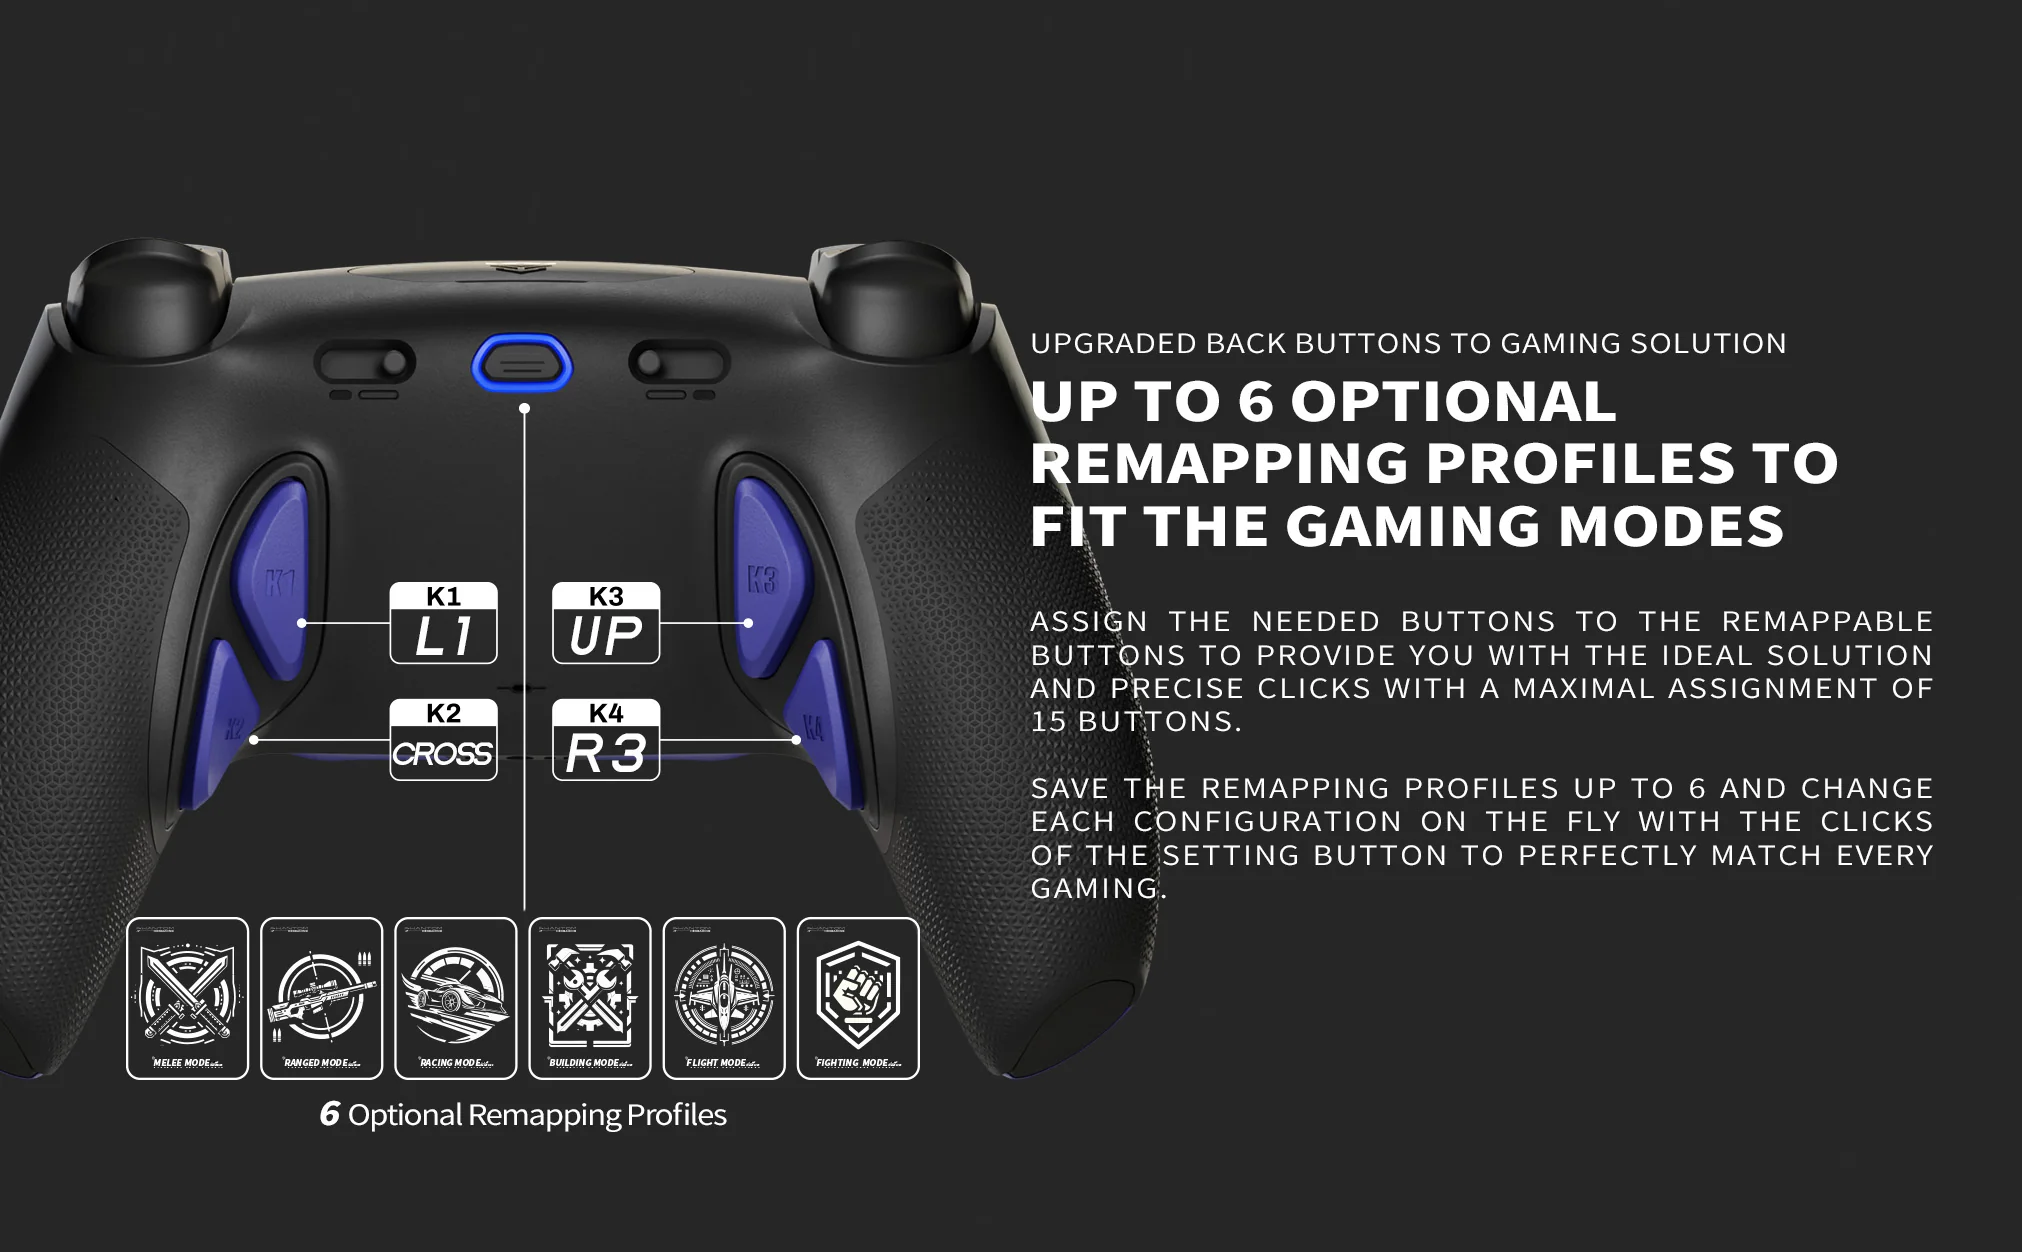 UPGRADED BACK BUTTONS TO GAMING SOLUTION
UP TO 6 OPTIONAL
REMAPPING PROFILES TO
FIT THE GAMING MODES
ASSIGN THE NEEDED BUTTONS TO THE REMAPPABLE
BUTTONS TO PROVIDE YOU WITH THE IDEAL SOLUTION
AND PRECISE CLICKS WITH A MAXIMAL ASSIGNMENT OF
15 BUTTONS.
SAVE THE REMAPPING PROFILES UP TO 6 AND CHANGE
EACH CONFIGURATION ON THE FLY WITH THE CLICKS
OF THE SETTING BUTTON TO PERFECTLY MATCH EVERY
GAMING.
K1
K3
K1
L1
K3
UP
K2
K4
K2
CROSS
K4
R3
MELEE MODE
RANGED MODE
RACING MODE
BUILDING MODE
FLIGHT MODE
FIGHTING MODE
6 Optional Remapping Profiles